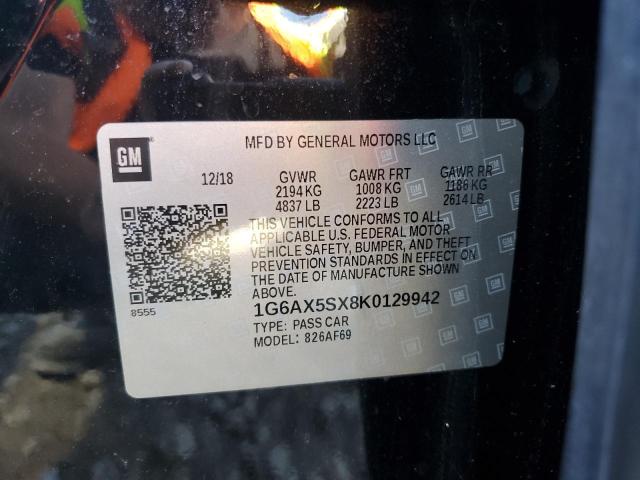 GM
MFD BY GENERAL MOTORS LLC
12/18 GVWR GAWR FRT GAWR RR
2194 KG 1008 KG 1186 KG
4837 LB 2223 LB 2614 LB
THIS VEHICLE CONFORMS TO ALL
APPLICABLE U.S. FEDERAL MOTOR
VEHICLE SAFETY, BUMPER, AND THEFT
PREVENTION STANDARDS IN EFFECT ON
THE DATE OF MANUFACTURE SHOWN
ABOVE.
8555
1G6AX5SX8K0129942
TYPE: PASS CAR
MODEL: 826AF69